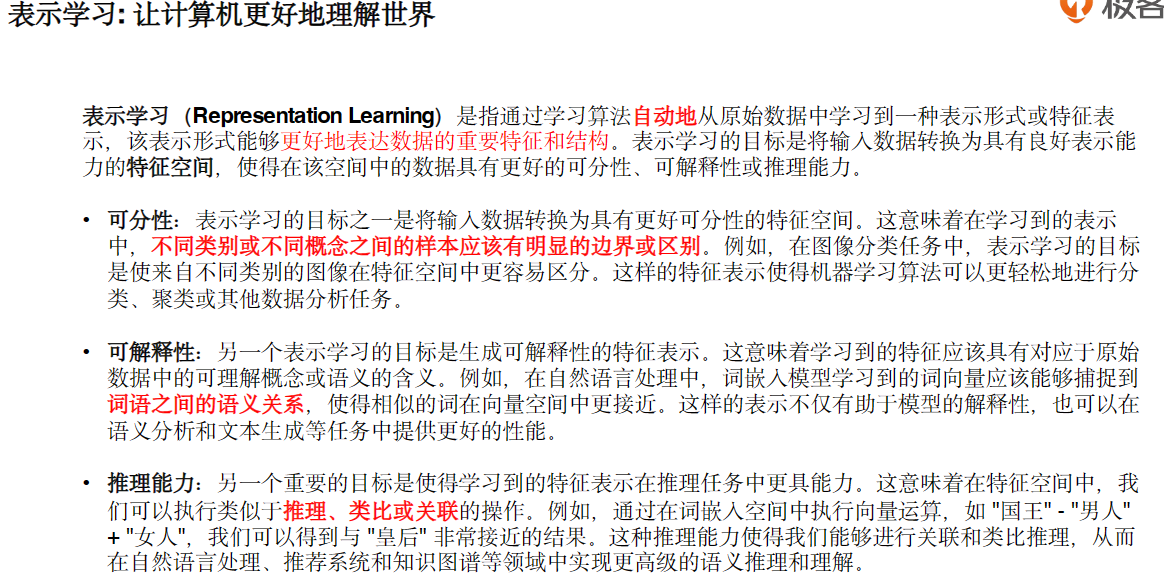 表示学习: 让计算机更好地理解世界
极客
表示学习（Representation Learning）是指通过学习算法自动地从原始数据中学习到一种表示形式或特征表
示，该表示形式能够更好地表达数据的重要特征和结构。表示学习的目标是将输入数据转换为具有良好表示能
力的特征空间，使得在该空间中的数据具有更好的可分性、可解释性或推理能力。
• 可分性：表示学习的目标之一是将输入数据转换为具有更好可分性的特征空间。这意味着在学习到的表示
中，不同类别或不同概念之间的样本应该有明显的边界或区别。例如，在图像分类任务中，表示学习的目标
是使来自不同类别的图像在特征空间中更容易区分。这样的特征表示使得机器学习算法可以更轻松地进行分
类、聚类或其他数据分析任务。
• 可解释性：另一个表示学习的目标是生成可解释性的特征表示。这意味着学习到的特征应该具有对应于原始
数据中的可理解概念或语义的含义。例如，在自然语言处理中，词嵌入模型学习到的词向量应该能够捕捉到
词语之间的语义关系，使得相似的词在向量空间中更接近。这样的表示不仅有助于模型的解释性，也可以在
语义分析和文本生成等任务中提供更好的性能。
• 推理能力：另一个重要的目标是使得学习到的特征表示在推理任务中更具能力。这意味着在特征空间中，我
们可以执行类似于推理、类比或关联的操作。例如，通过在词嵌入空间中执行向量运算，如 "国王" - "男人"
+ "女人"，我们可以得到与 "皇后" 非常接近的结果。这种推理能力使得我们能够进行关联和类比推理，从而
在自然语言处理、推荐系统和知识图谱等领域中实现更高级的语义推理和理解。